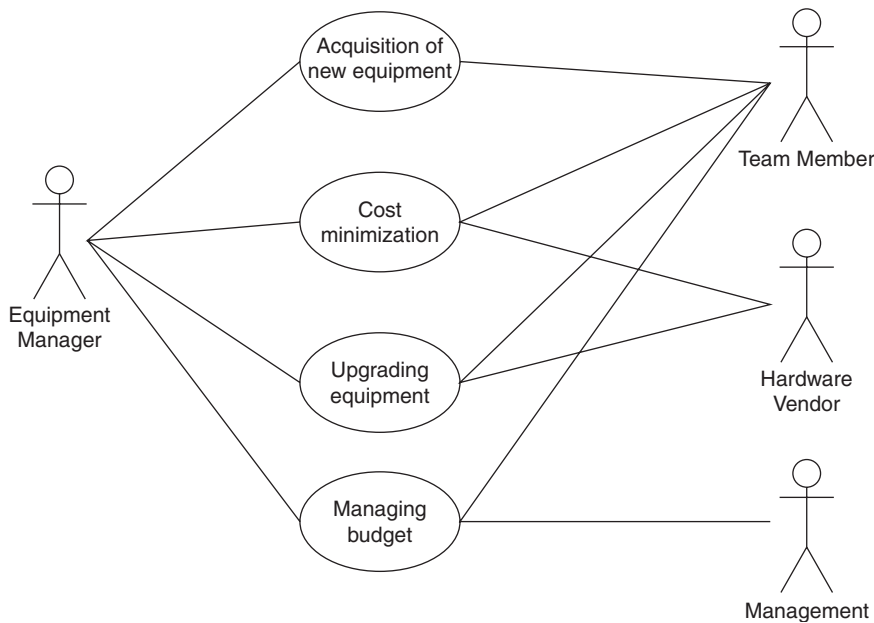 Acquisition of
new equipment
Team Member
Cost
minimization
Equipment
Manager
Upgrading
equipment
Hardware
Vendor
Managing
budget
Management